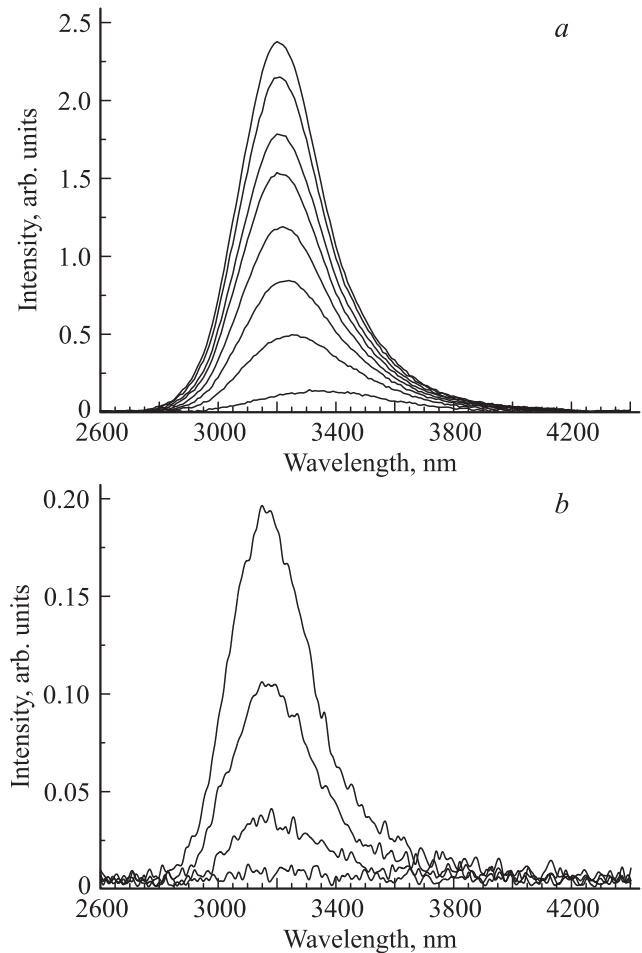 a
2.5
2.0
1.5
1.0
0.5
0
Intensity, arb. units
2600 3000 3400 3800 4200
Wavelength, nm
b
0.20
0.15
0.10
0.05
0
Intensity, arb. units
2600 3000 3400 3800 4200
Wavelength, nm